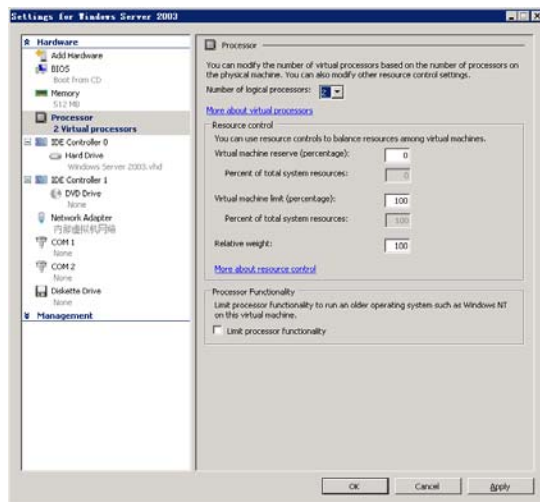 Settings for Windows Server 2003
Hardware
Add Hardware
BIOS
Boot from CD
Memory
512 MB
Processor
2 Virtual processors
IDE Controller 0
Hard Drive
Windows Server 2003.vhd
IDE Controller 1
DVD Drive
None
Network Adapter
内部虚拟机网络
COM 1
None
COM 2
None
Diskette Drive
None
Management
Processor
You can modify the number of virtual processors based on the number of processors on
the physical machine. You can also modify other resource control settings.
Number of logical processors: 2
More about virtual processors
Resource control
You can use resource controls to balance resources among virtual machines.
Virtual machine reserve (percentage): 0
Percent of total system resources: 0
Virtual machine limit (percentage): 100
Percent of total system resources: 100
Relative weight: 100
More about resource control
Processor Functionality
Limit processor functionality to run an older operating system such as Windows NT
on this virtual machine.
Limit processor functionality
OK Cancel Apply